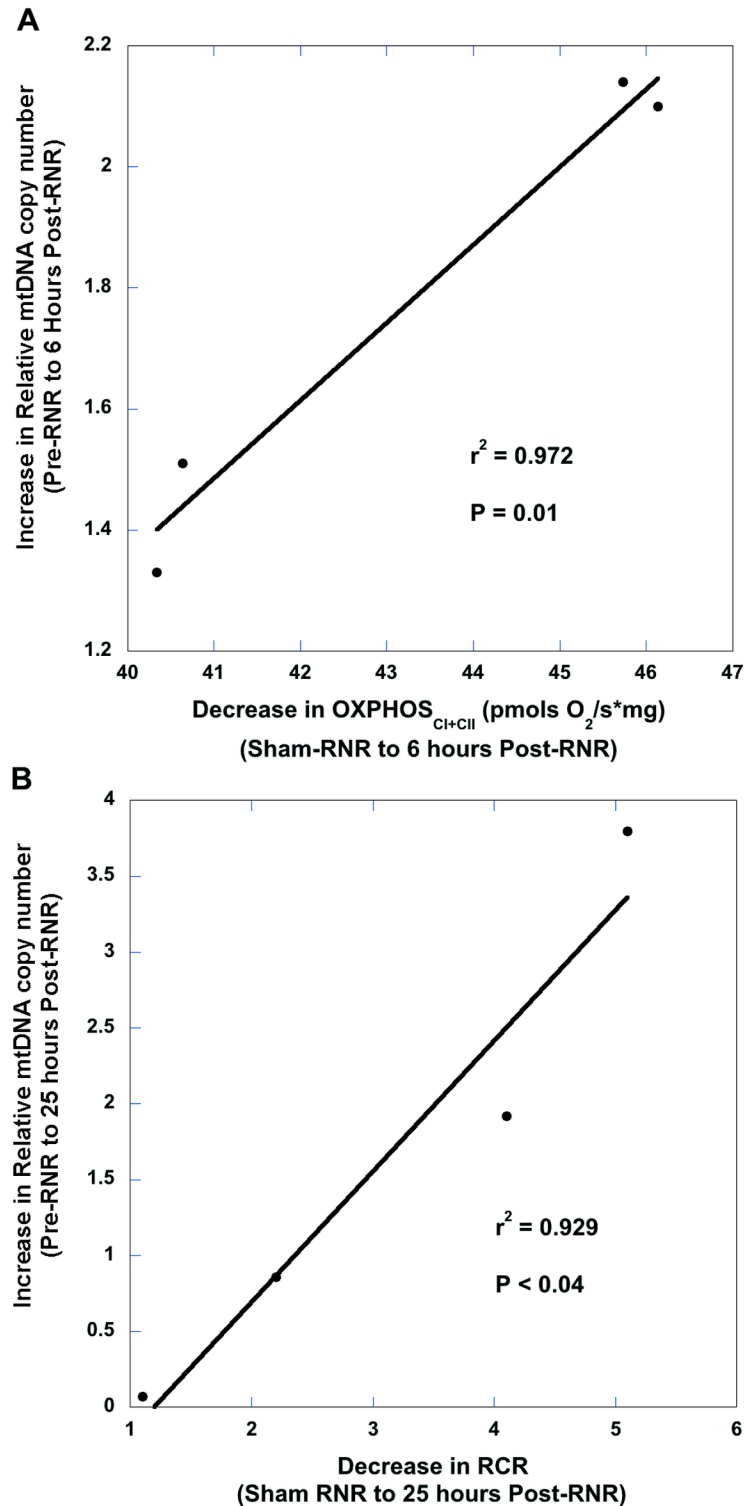 A
Increase in Relative mtDNA copy number
(Pre-RNR to 6 Hours Post-RNR)
2.2
2
1.8
1.6
1.4
1.2
r² = 0.972
P = 0.01
40 41 42 43 44 45 46 47
Decrease in OXPHOS CI+CII (pmols O₂/s*mg)
(Sham-RNR to 6 hours Post-RNR)
B
Increase in Relative mtDNA copy number
(Pre-RNR to 25 hours Post-RNR)
4
3.5
3
2.5
2
1.5
1
0.5
0
r² = 0.929
P < 0.04
1 2 3 4 5 6
Decrease in RCR
(Sham RNR to 25 hours Post-RNR)